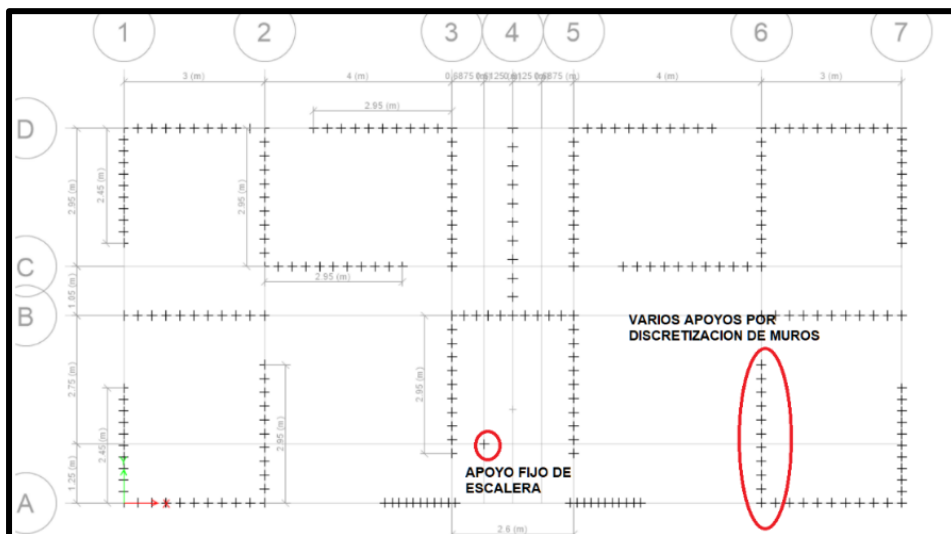 1 2 3 4 5 6 7
3 (m) 4 (m) 4 (m) 3 (m)
2.95 (m)
D
2.95 (m) 2.45 (m) 2.95 (m)
C
2.95 (m)
1.05 (m)
B
VARIOS APOYOS POR
DISCRETIZACION DE MUROS
2.75 (m) 2.95 (m) 2.95 (m)
2.45 (m)
1.25 (m)
APOYO FIJO DE
ESCALERA
A
2.6 (m)